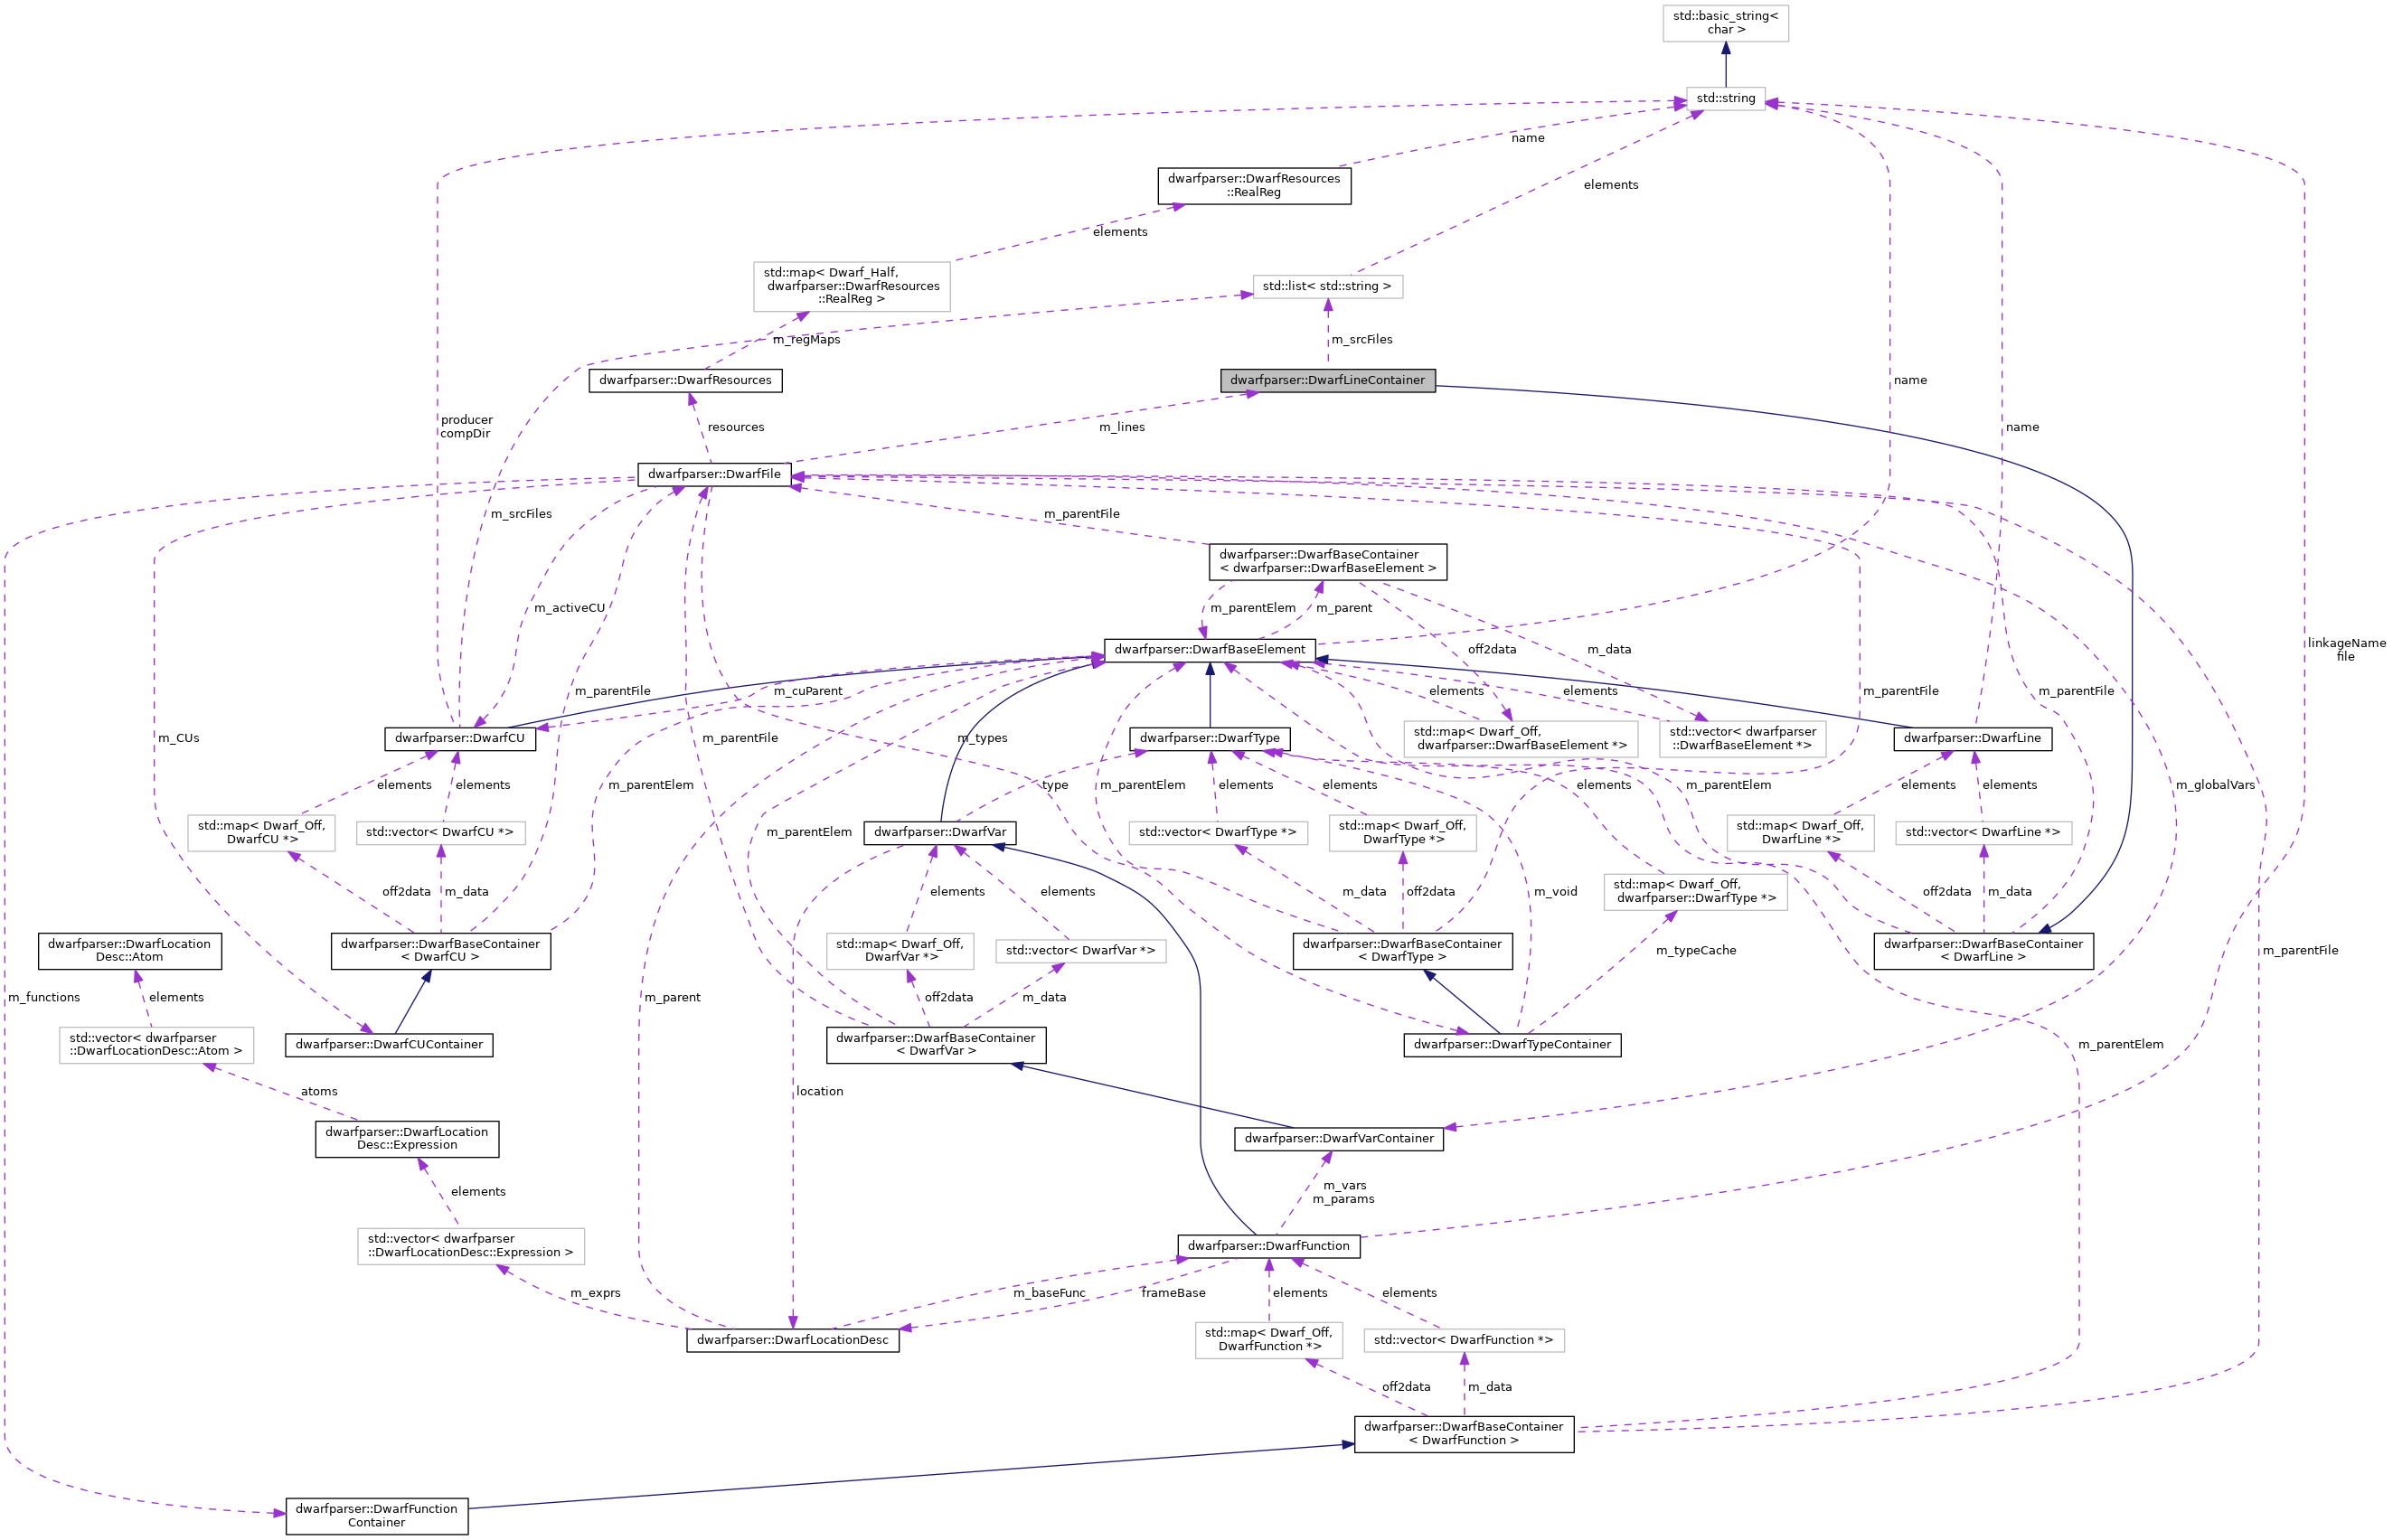 std::basic_string<
char >
std::string
name
dwarfparser::DwarfResources
::RealReg
elements
elements
std::map< Dwarf_Half,
dwarfparser::DwarfResources
::RealReg >
std::list< std::string >
m_regMaps
m_srcFiles
dwarfparser::DwarfResources
dwarfparser::DwarfLineContainer
name
producer
compDir
resources
m_lines
name
dwarfparser::DwarfFile
m_srcFiles
m_parentFile
dwarfparser::DwarfBaseContainer
< dwarfparser::DwarfBaseElement >
m_activeCU
m_parentElem
m_parent
dwarfparser::DwarfBaseElement
off2data
m_data
linkageName
file
m_parentFile
m_cuParent
elements
elements
m_parentFile
m_parentFile
m_CUs
dwarfparser::DwarfCU
m_parentFile
m_types
dwarfparser::DwarfType
std::map< Dwarf_Off,
dwarfparser::DwarfBaseElement *>
std::vector< dwarfparser
::DwarfBaseElement *>
dwarfparser::DwarfLine
elements
elements
m_parentElem
type
m_parentElem
elements
elements
elements
m_parentElem
elements
elements
m_globalVars
std::map< Dwarf_Off,
DwarfCU *>
std::vector< DwarfCU *>
m_parentElem
dwarfparser::DwarfVar
std::vector< DwarfType *>
std::map< Dwarf_Off,
DwarfType *>
std::map< Dwarf_Off,
DwarfLine *>
std::vector< DwarfLine *>
off2data
m_data
elements
elements
m_data
off2data
m_void
std::map< Dwarf_Off,
dwarfparser::DwarfType *>
off2data
m_data
dwarfparser::DwarfLocation
Desc::Atom
dwarfparser::DwarfBaseContainer
< DwarfCU >
std::map< Dwarf_Off,
DwarfVar *>
std::vector< DwarfVar *>
dwarfparser::DwarfBaseContainer
< DwarfType >
m_typeCache
dwarfparser::DwarfBaseContainer
< DwarfLine >
m_parentFile
m_functions
elements
m_parent
off2data
m_data
std::vector< dwarfparser
::DwarfLocationDesc::Atom >
dwarfparser::DwarfCUContainer
dwarfparser::DwarfBaseContainer
< DwarfVar >
dwarfparser::DwarfTypeContainer
m_parentElem
atoms
location
dwarfparser::DwarfLocation
Desc::Expression
dwarfparser::DwarfVarContainer
elements
m_vars
m_params
std::vector< dwarfparser
::DwarfLocationDesc::Expression >
dwarfparser::DwarfFunction
m_exprs
m_baseFunc
frameBase
elements
elements
dwarfparser::DwarfLocationDesc
std::map< Dwarf_Off,
DwarfFunction *>
std::vector< DwarfFunction *>
off2data
m_data
dwarfparser::DwarfBaseContainer
< DwarfFunction >
dwarfparser::DwarfFunction
Container